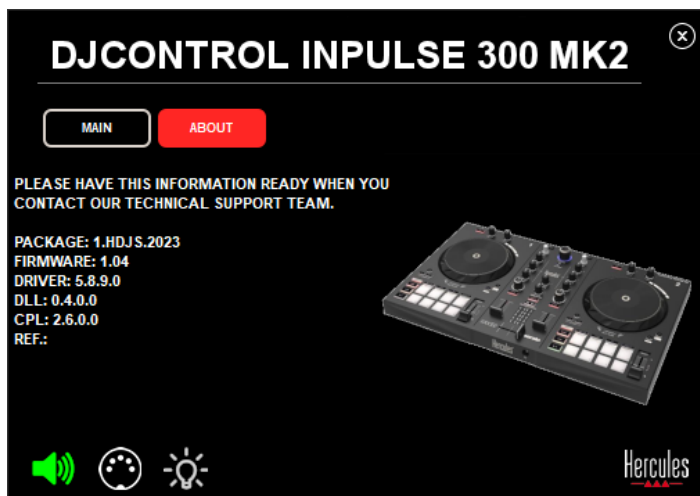 DJCONTROL INPULSE 300 MK2
MAIN
ABOUT
PLEASE HAVE THIS INFORMATION READY WHEN YOU
CONTACT OUR TECHNICAL SUPPORT TEAM.
PACKAGE: 1.HDJS.2023
FIRMWARE: 1.04
DRIVER: 5.8.9.0
DLL: 0.4.0.0
CPL: 2.6.0.0
REF.:
Hercules
Hercules